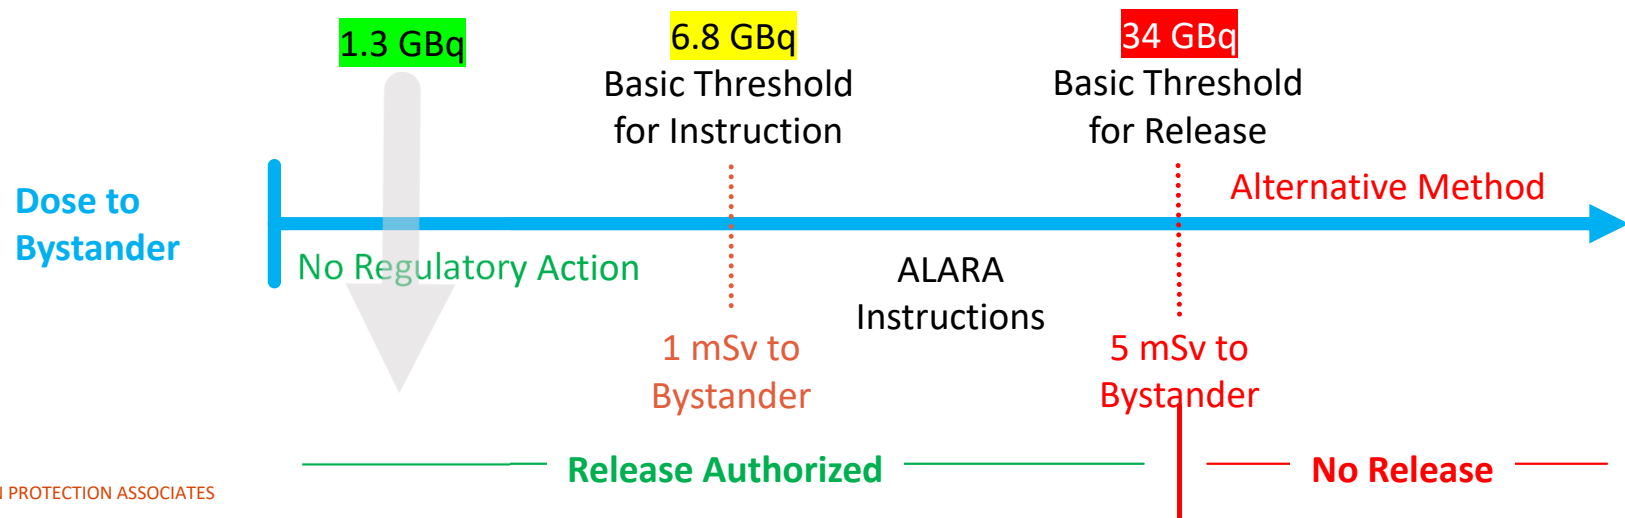 1.3 GBq
6.8 GBq
Basic Threshold
for Instruction
34 GBq
Basic Threshold
for Release
Dose to
Bystander
Alternative Method
No Regulatory Action
ALARA
Instructions
1 mSv to
Bystander
5 mSv to
Bystander
Release Authorized
No Release
PROTECTION ASSOCIATES